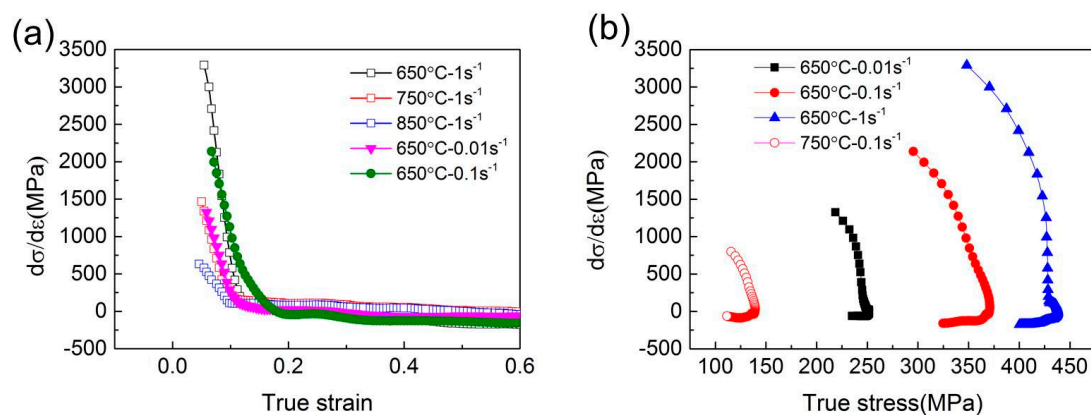 (a)
3500
3000
2500
2000
1500
1000
500
0
-500
dσ/dε(MPa)
650°C-1s⁻¹
750°C-1s⁻¹
850°C-1s⁻¹
650°C-0.01s⁻¹
650°C-0.1s⁻¹
0.0 0.2 0.4 0.6
True strain
(b)
3500
3000
2500
2000
1500
1000
500
0
-500
dσ/dε(MPa)
650°C-0.01s⁻¹
650°C-0.1s⁻¹
650°C-1s⁻¹
750°C-0.1s⁻¹
100 150 200 250 300 350 400 450
True stress(MPa)